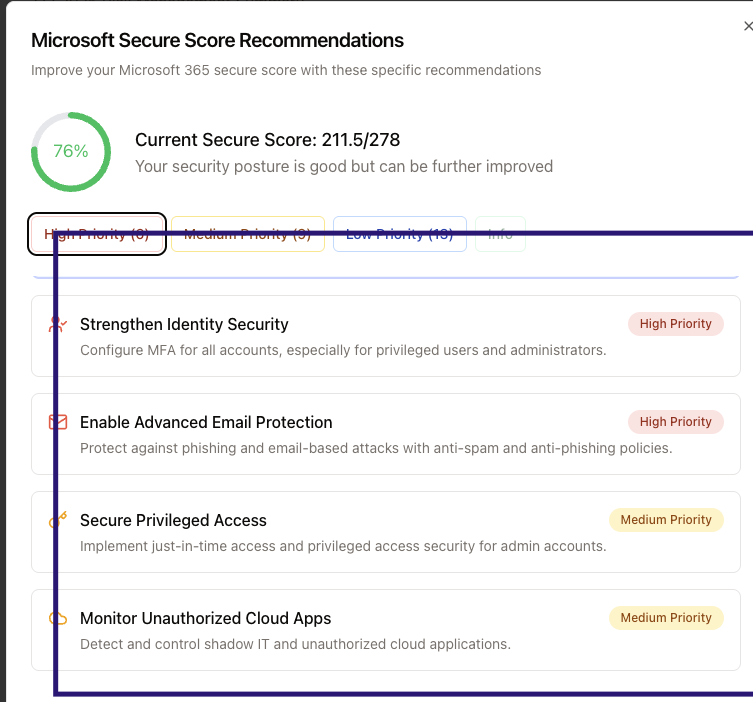 Microsoft Secure Score Recommendations
Improve your Microsoft 365 secure score with these specific recommendations
76%
Current Secure Score: 211.5/278
Your security posture is good but can be further improved
High Priority Medium Priority Low Priority Info
Strengthen Identity Security
High Priority
Configure MFA for all accounts, especially for privileged users and administrators.
Enable Advanced Email Protection
High Priority
Protect against phishing and email-based attacks with anti-spam and anti-phishing policies.
Secure Privileged Access
Medium Priority
Implement just-in-time access and privileged access security for admin accounts.
Monitor Unauthorized Cloud Apps
Medium Priority
Detect and control shadow IT and unauthorized cloud applications.